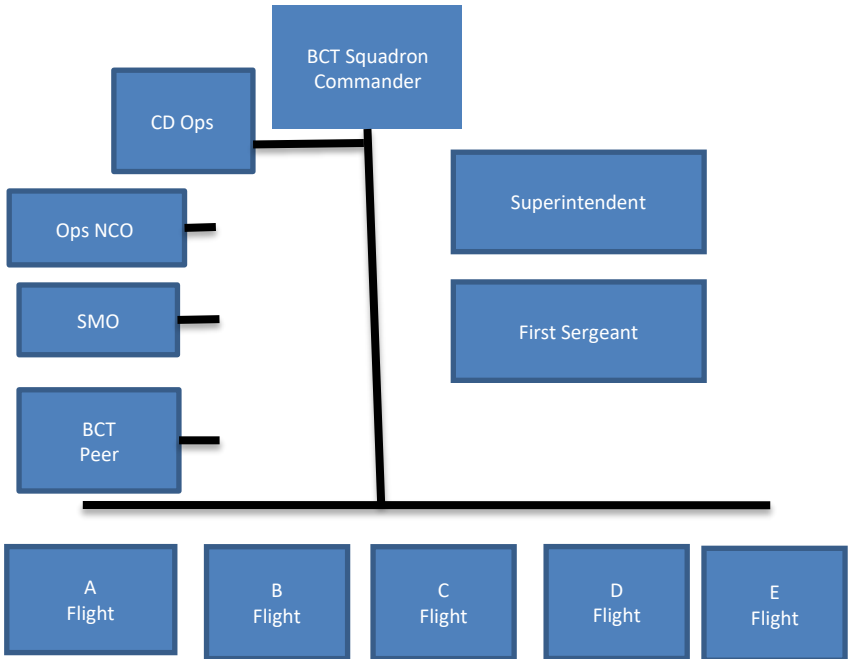 BCT Squadron
Commander
CD Ops
Superintendent
Ops NCO
SMO
First Sergeant
BCT
Peer
A
Flight
B
Flight
C
Flight
D
Flight
E
Flight